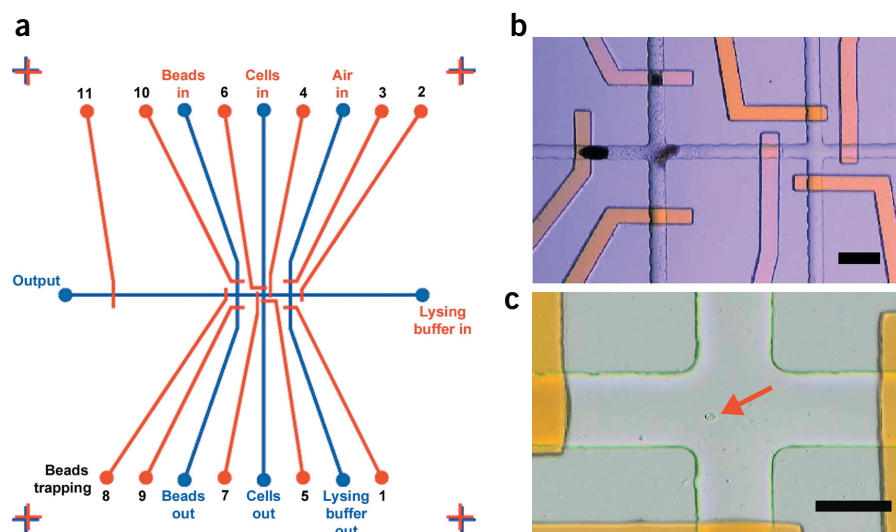 a
11
10
Beads
in
6
Cells
in
4
Air
in
3
2
Output
Lysing
buffer in
Beads
trapping
8
9
Beads
out
7
Cells
out
5
Lysing
buffer
out
1
b
c